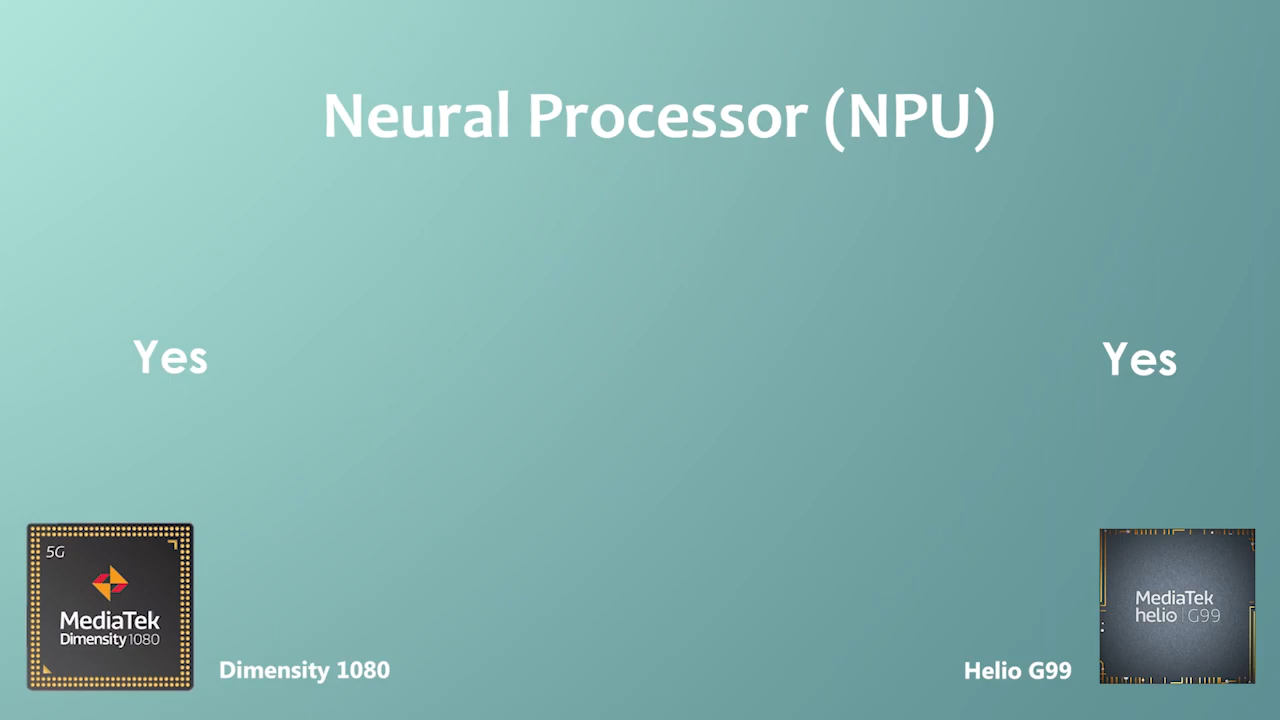 Neural Processor (NPU)
Yes
Yes
5G
MediaTek
Dimensity 1080
Dimensity 1080
Helio G99
MediaTek
helio | G99